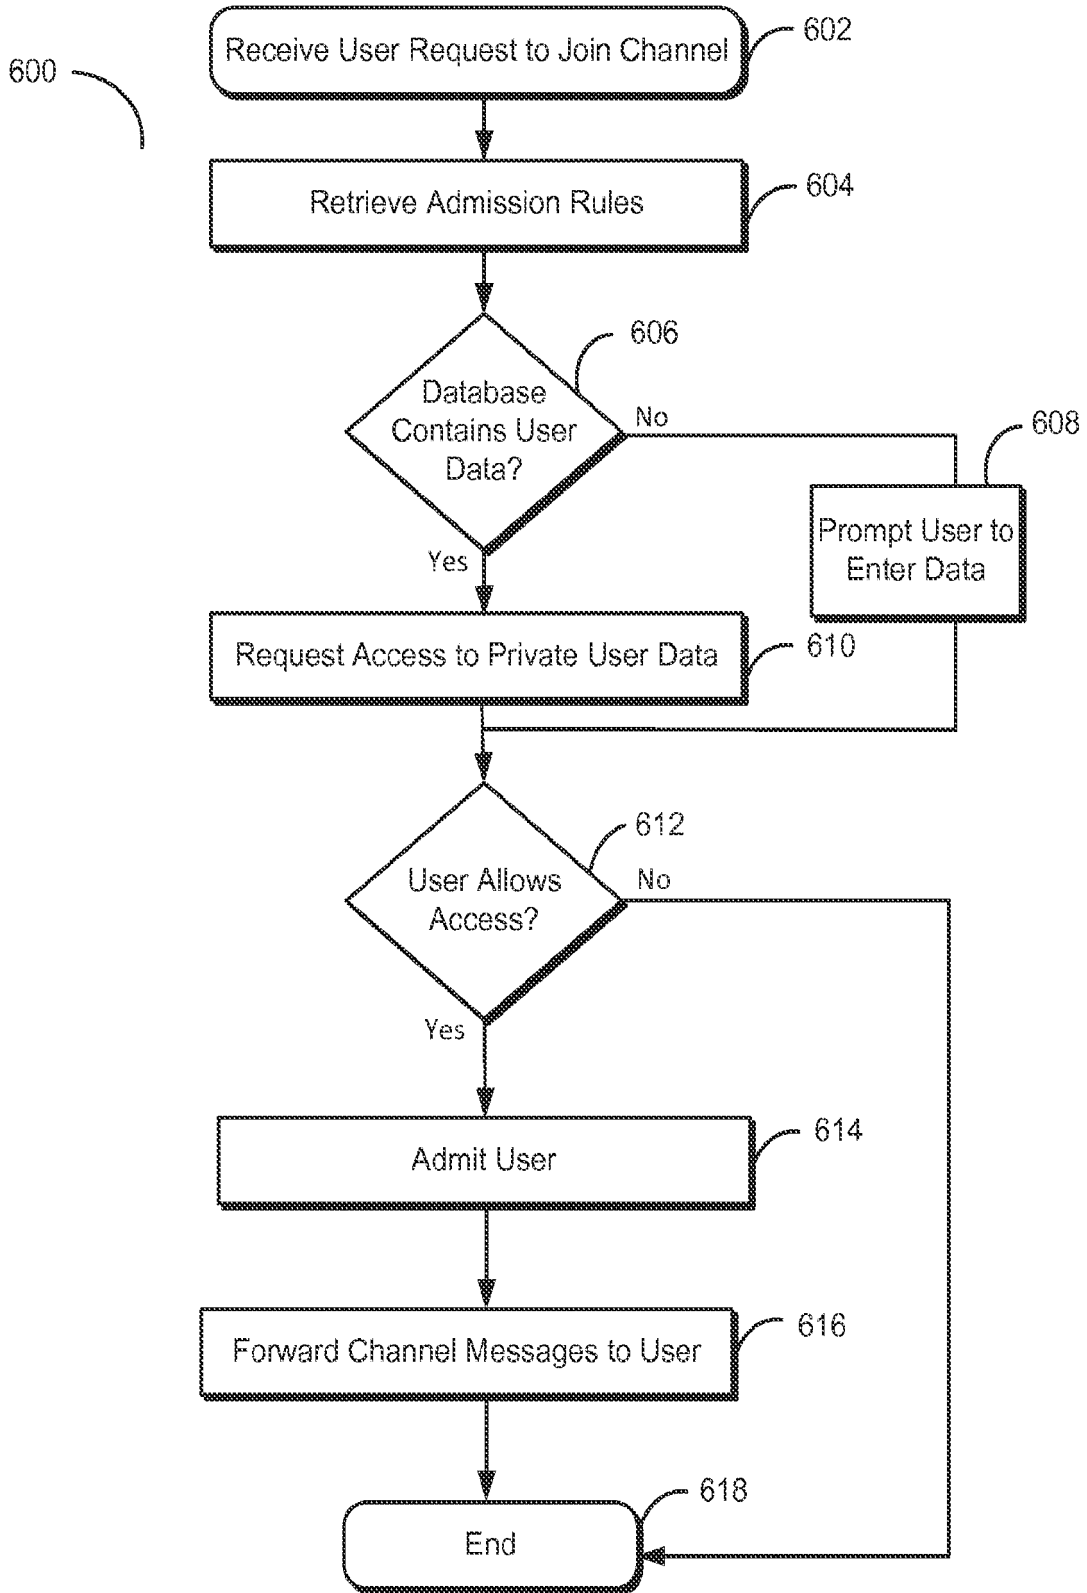 600
Receive User Request to Join Channel
602
Retrieve Admission Rules
604
606
Database
Contains User
Data?
No
608
Prompt User to
Enter Data
Yes
Request Access to Private User Data
610
612
User Allows
Access?
No
Yes
Admit User
614
Forward Channel Messages to User
616
618
End